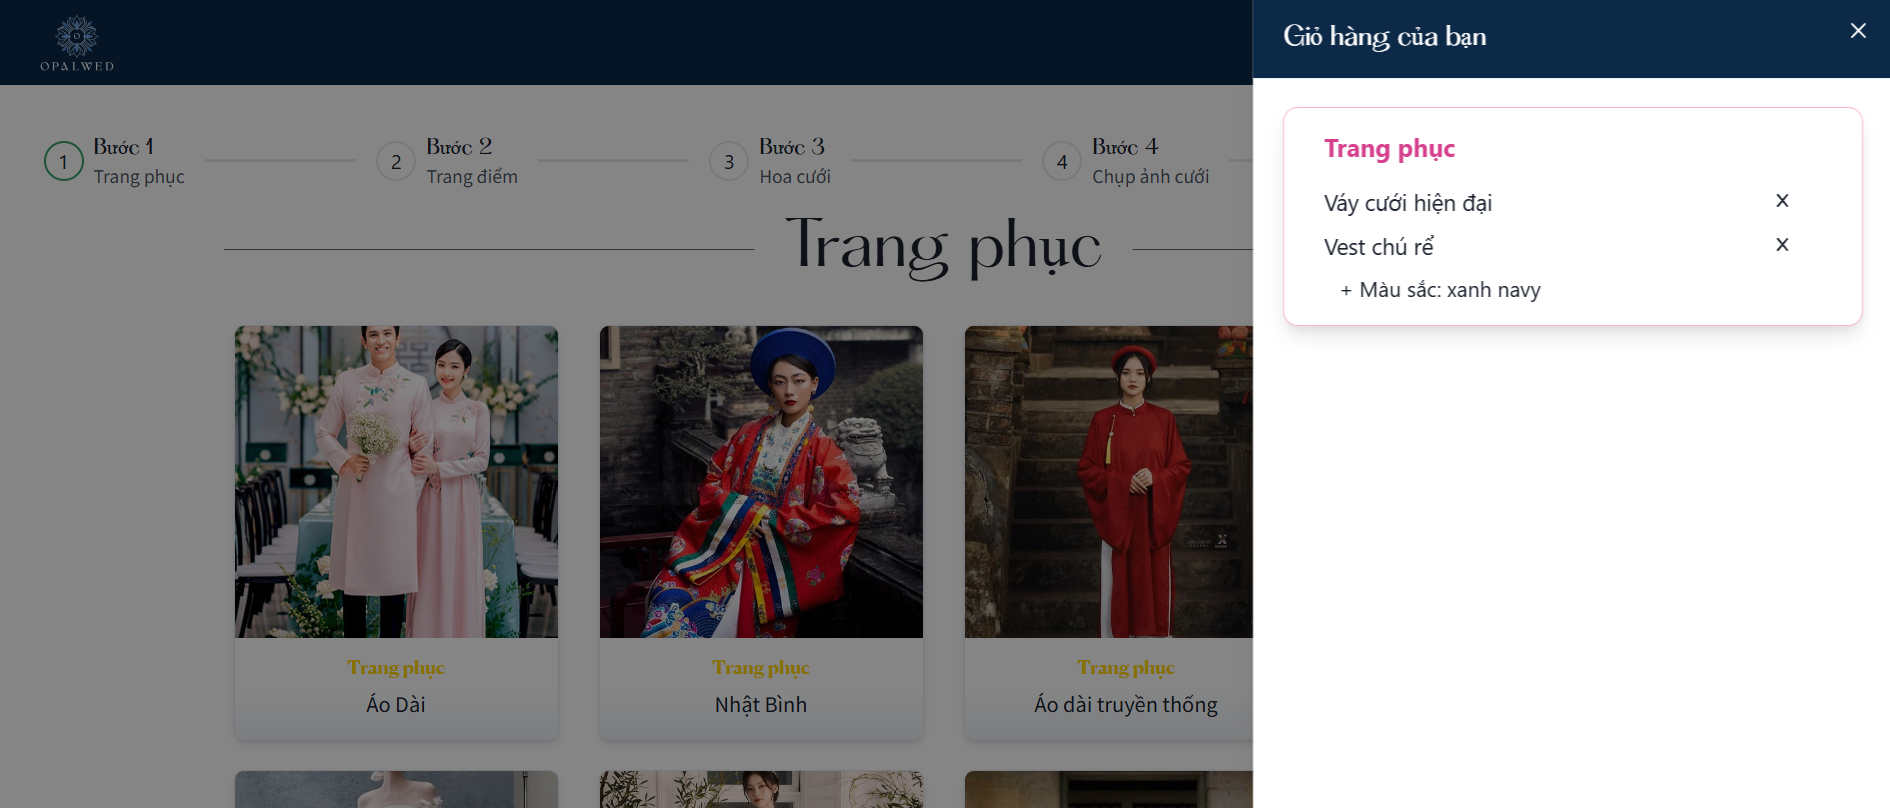 OPALWED
Giỏ hàng của bạn
1
Bước 1
Trang phục
2
Bước 2
Trang điểm
3
Bước 3
Hoa cưới
4
Bước 4
Chụp ảnh cưới
Trang phục
Trang phục
Áo Dài
Trang phục
Nhật Bình
Trang phục
Áo dài truyền thống
Trang phục
Váy cưới hiện đại
Vest chú rể
+ Màu sắc: xanh navy